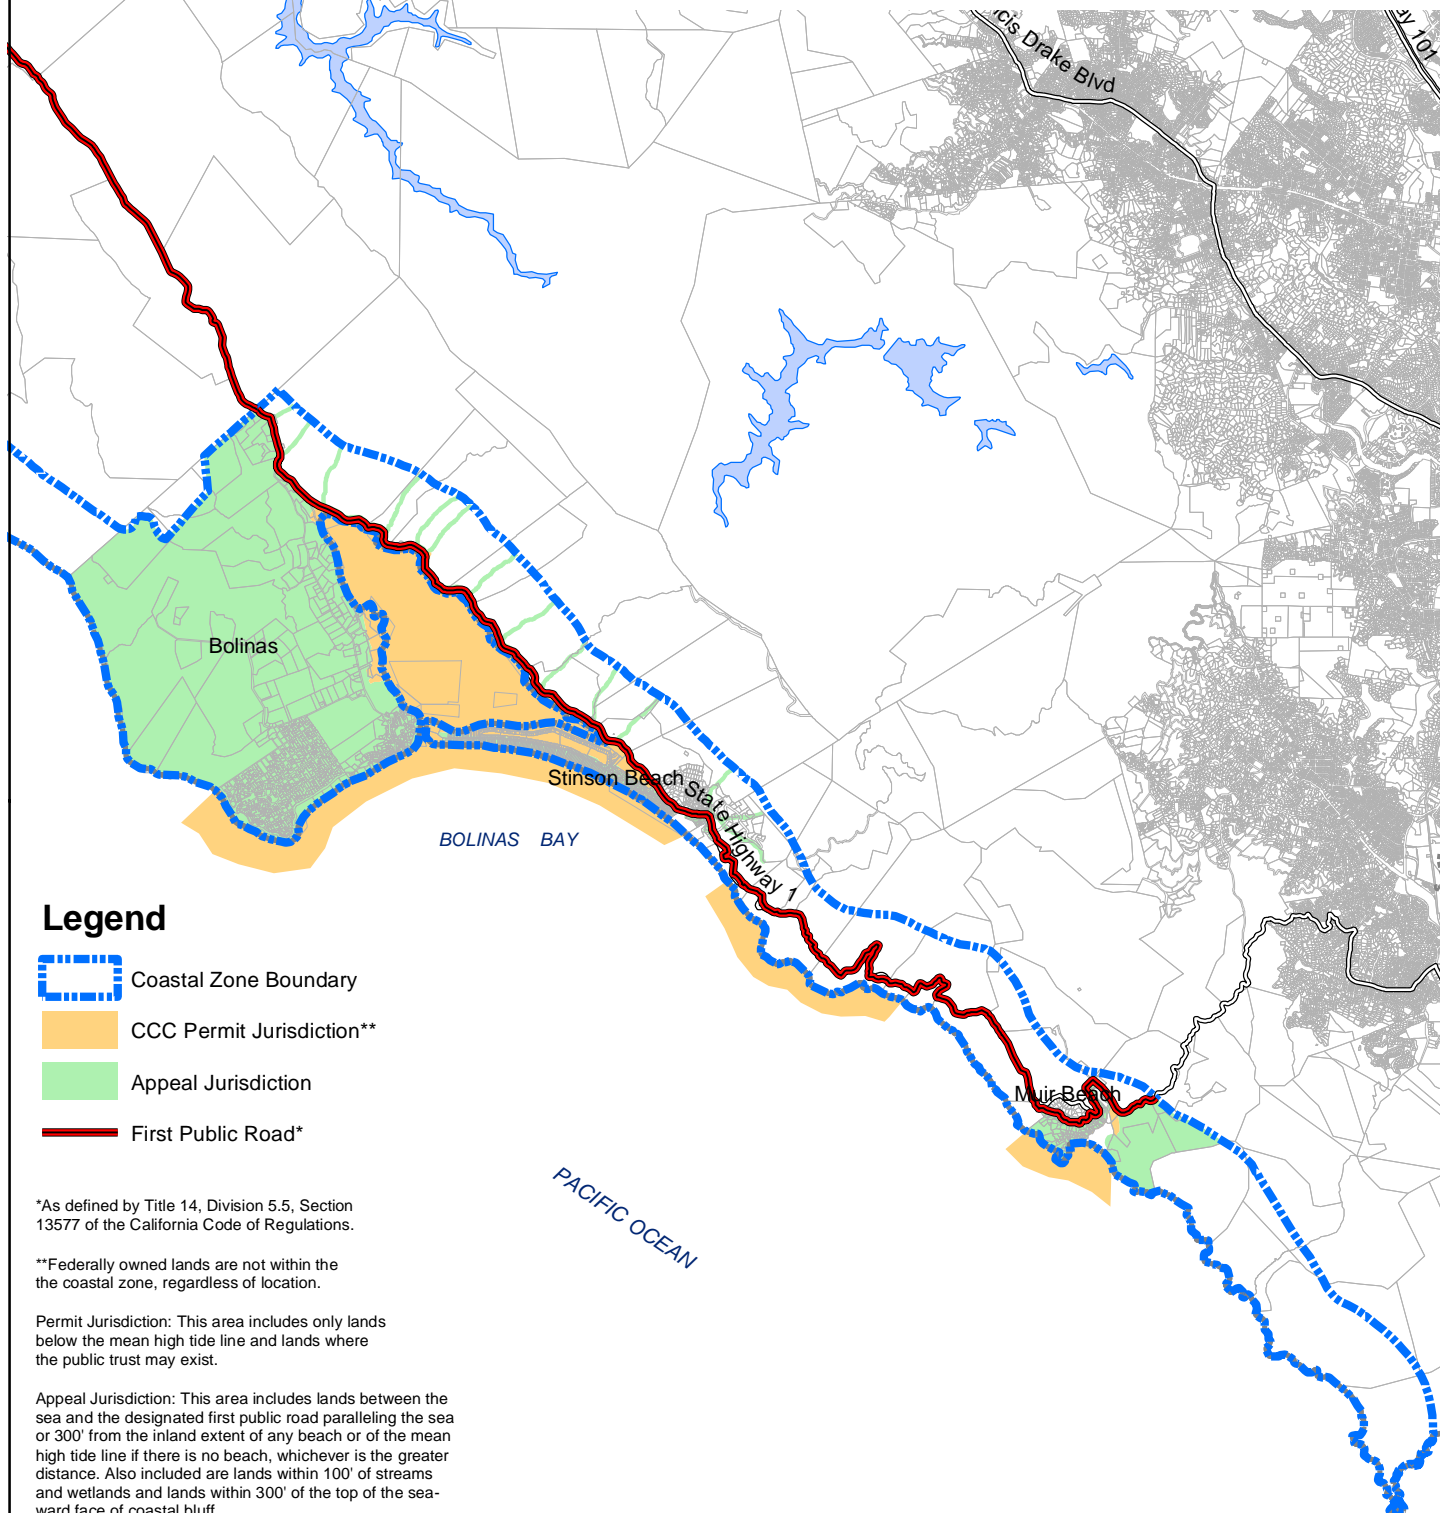 cis Drake Blvd
ay 101
Bolinas
Stinson Beach
State Highway 1
BOLINAS BAY
Muir Beach
PACIFIC OCEAN
Legend
Coastal Zone Boundary
CCC Permit Jurisdiction**
Appeal Jurisdiction
First Public Road*
*As defined by Title 14, Division 5.5, Section
13577 of the California Code of Regulations.
**Federally owned lands are not within the
the coastal zone, regardless of location.
Permit Jurisdiction: This area includes only lands
below the mean high tide line and lands where
the public trust may exist.
Appeal Jurisdiction: This area includes lands between the
sea and the designated first public road paralleling the sea
or 300' from the inland extent of any beach or of the mean
high tide line if there is no beach, whichever is the greater
distance. Also included are lands within 100' of streams
and wetlands and lands within 300' of the top of the sea-
ward face of coastal bluff